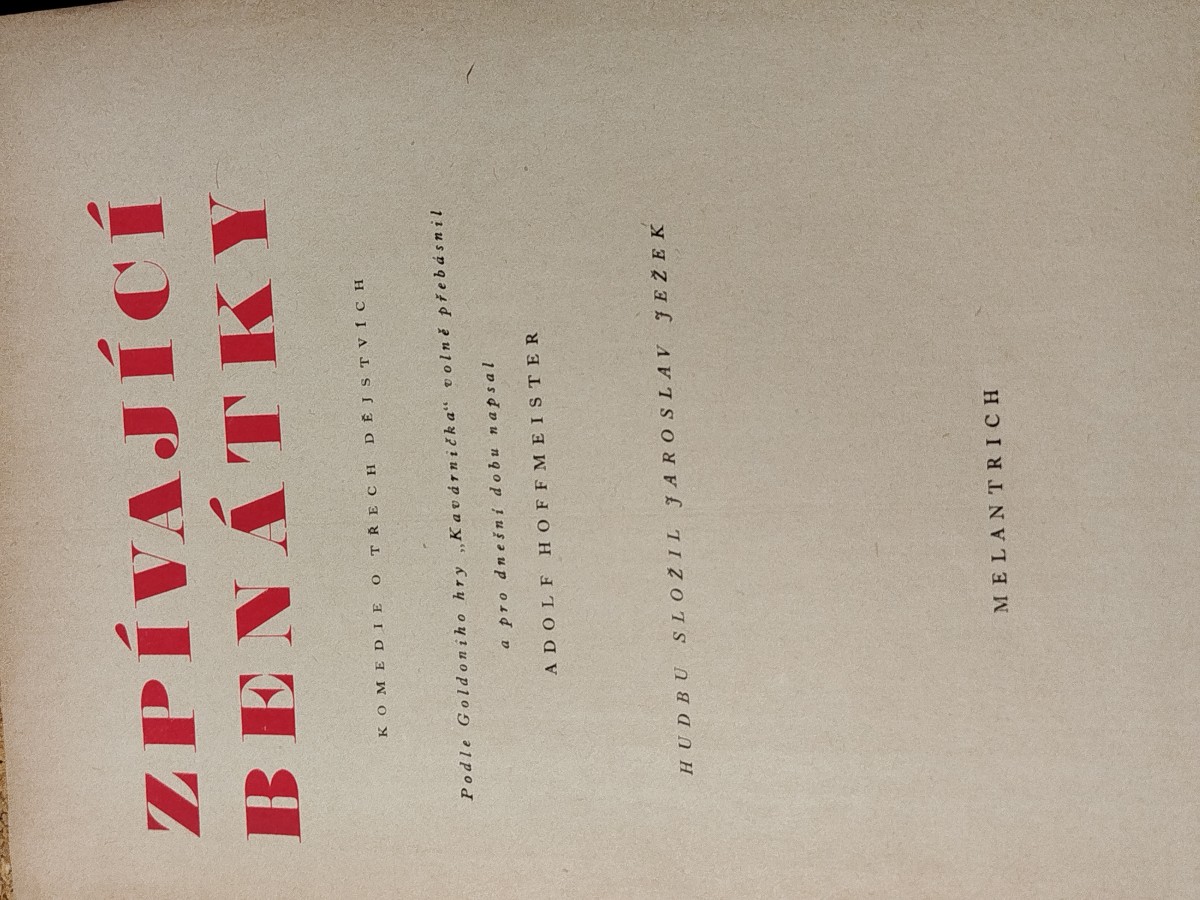 ZPÍVAJÍCÍ
BENÁTKY
KOMEDIE O TŘECH DĚJSTVÍCH
Podle Goldoniho hry „Kavárnička“ volně přebásnil
a pro dnešní dobu napsal
ADOLF HOFFMEISTER
HUDBU SLOŽIL JAROSLAV JEŽEK
MELANTRICH